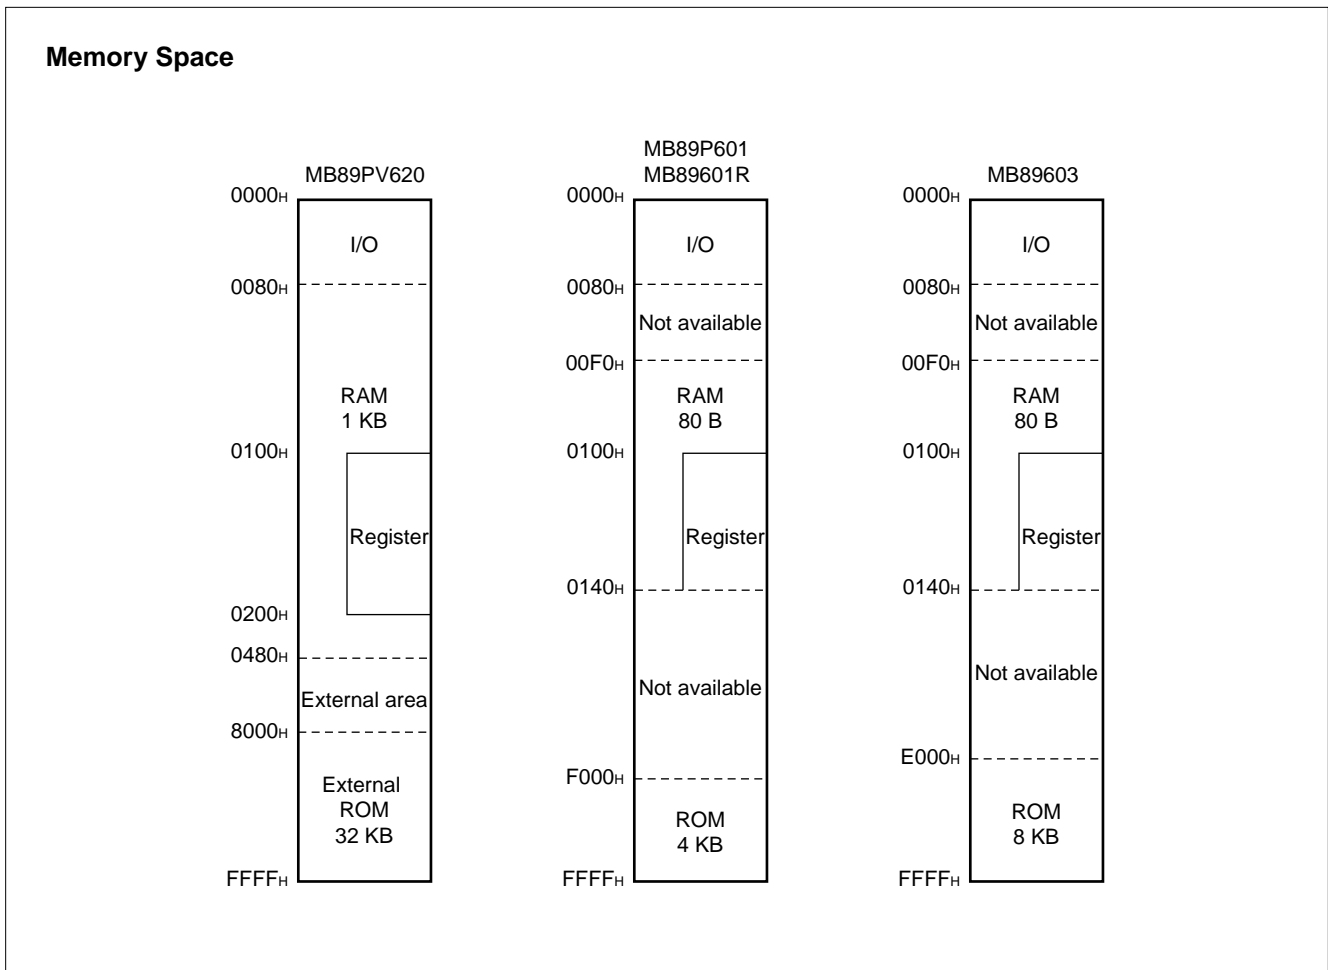 Memory Space
MB89PV620
0000H
I/O
0080H
RAM
1 KB
0100H
Register
0200H
0480H
External area
8000H
External
ROM
32 KB
FFFFH
MB89P601
MB89601R
0000H
I/O
0080H
Not available
00F0H
RAM
80 B
0100H
Register
0140H
Not available
F000H
ROM
4 KB
FFFFH
MB89603
0000H
I/O
0080H
Not available
00F0H
RAM
80 B
0100H
Register
0140H
Not available
E000H
ROM
8 KB
FFFFH